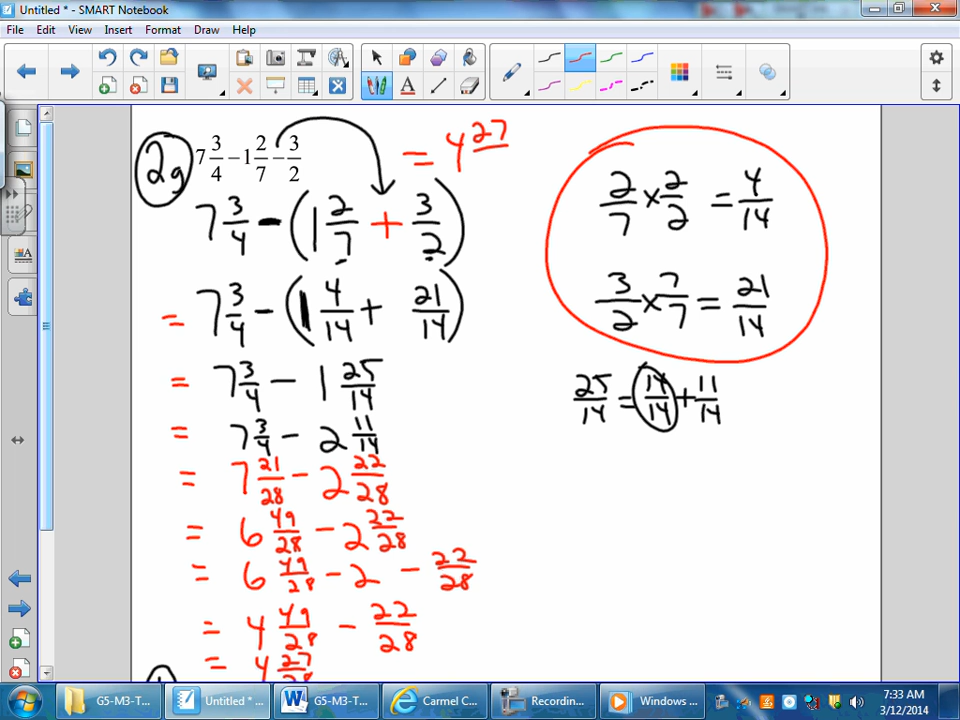 Untitled * - SMART Notebook
File Edit View Insert Format Draw Help
2g 7 3/4 - 1 2/7 - 3/2
= 4 27
7 3/4 - (1 2/7 + 3/2)
= 7 3/4 - (1 4/14 + 21/14)
= 7 3/4 - 1 25/14
= 7 3/4 - 2 11/14
= 7 21/28 - 2 22/28
= 6 49/28 - 2 22/28
= 6 49/28 - 2 - 22/28
= 4 49/28 - 22/28
= 4 27/28
2/7 × 2/2 = 4/14
3/2 × 7/7 = 21/14
25/14 = 14/14 + 11/14
G5-M3-T... Untitled * ... G5-M3-T... Carmel C... Recordin... Windows ...
7:33 AM
3/12/2014